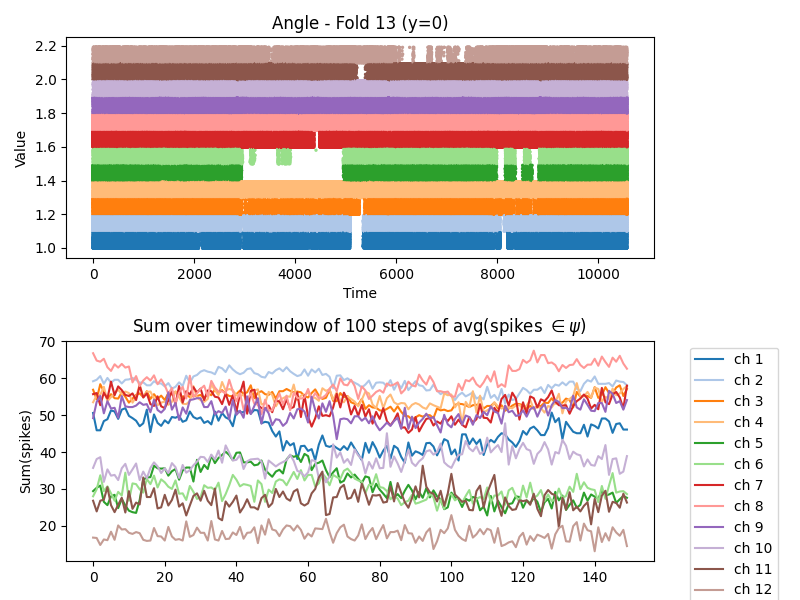 Angle - Fold 13 (y=0)
2.2
2.0
1.8
1.6
1.4
1.2
1.0
Value
0 2000 4000 6000 8000 10000
Time
Sum over timewindow of 100 steps of avg(spikes ∈ ψ)
70
60
50
40
30
20
Sum(spikes)
0 20 40 60 80 100 120 140
ch 1
ch 2
ch 3
ch 4
ch 5
ch 6
ch 7
ch 8
ch 9
ch 10
ch 11
ch 12